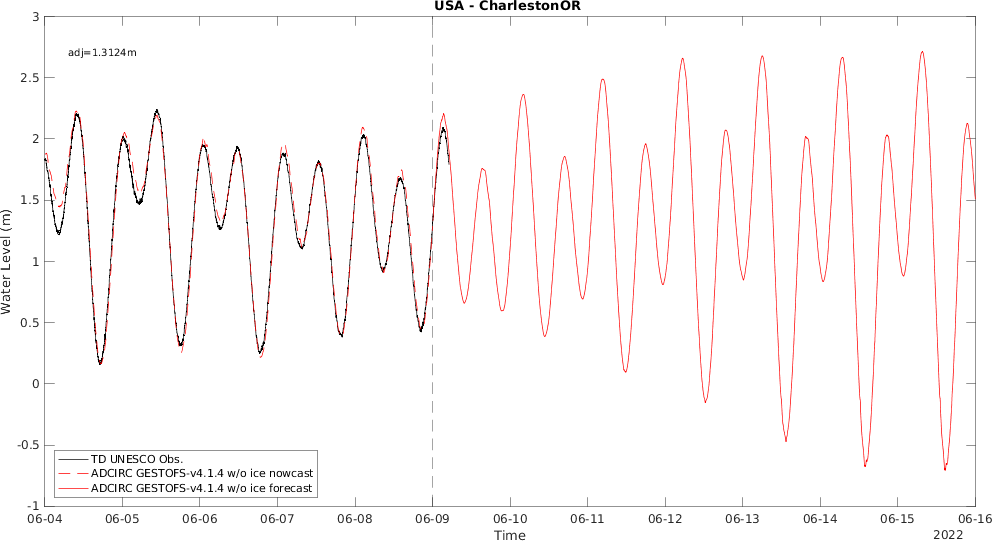 USA - CharlestonOR
adj=1.3124m
3
2.5
2
1.5
1
0.5
0
-0.5
-1
Water Level (m)
TD UNESCO Obs.
ADCIRC GESTOFS-v4.1.4 w/o ice nowcast
ADCIRC GESTOFS-v4.1.4 w/o ice forecast
06-04 06-05 06-06 06-07 06-08 06-09 06-10 06-11 06-12 06-13 06-14 06-15 06-16
Time
2022